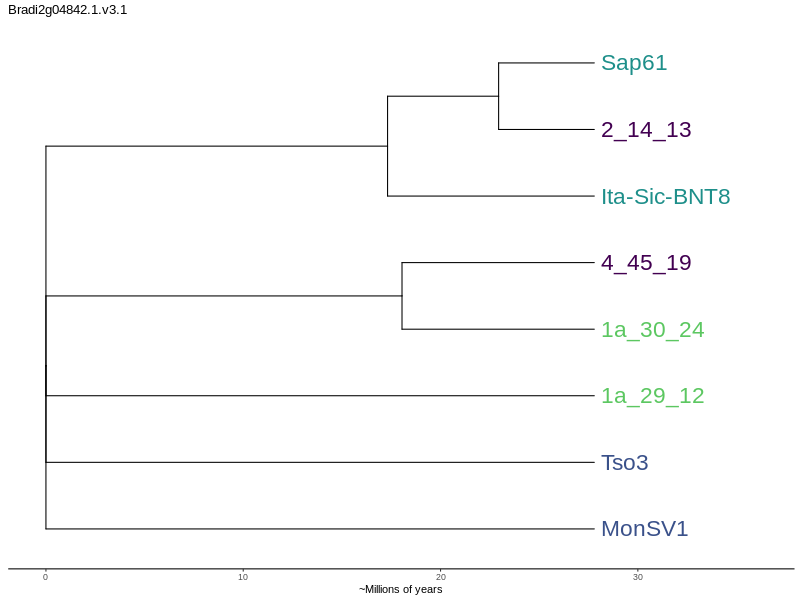 Bradi2g04842.1.v3.1
Sap61
2_14_13
Ita-Sic-BNT8
4_45_19
1a_30_24
1a_29_12
Tso3
MonSV1
0 10 20 30
~Millions of years